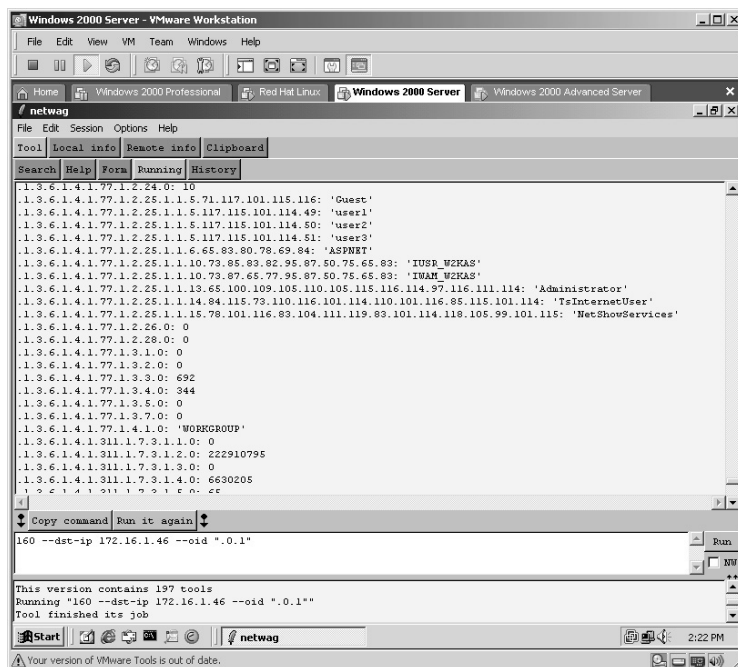 Windows 2000 Server - VMware Workstation
File Edit View VM Team Windows Help
Home Windows 2000 Professional Red Hat Linux Windows 2000 Server Windows 2000 Advanced Server
netwag
File Edit Session Options Help
Tool Local info Remote info Clipboard
Search Help Form Running History
.1.3.6.1.4.1.77.1.2.24.0: 10
.1.3.6.1.4.1.77.1.2.25.1.1.5.71.117.101.115.116: 'Guest'
.1.3.6.1.4.1.77.1.2.25.1.1.5.117.115.101.114.49: 'user1'
.1.3.6.1.4.1.77.1.2.25.1.1.5.117.115.101.114.50: 'user2'
.1.3.6.1.4.1.77.1.2.25.1.1.5.117.115.101.114.51: 'user3'
.1.3.6.1.4.1.77.1.2.25.1.1.6.65.83.80.78.69.84: 'ASPNET'
.1.3.6.1.4.1.77.1.2.25.1.1.10.73.85.83.82.95.87.50.75.65.83: 'IUSR_W2KAS'
.1.3.6.1.4.1.77.1.2.25.1.1.10.73.87.65.77.95.87.50.75.65.83: 'IWAM_W2KAS'
.1.3.6.1.4.1.77.1.2.25.1.1.13.65.100.109.105.110.105.115.116.114.97.116.111.114: 'Administrator'
.1.3.6.1.4.1.77.1.2.25.1.1.14.84.115.73.110.116.101.114.110.101.116.85.115.101.114: 'TsInternetUser'
.1.3.6.1.4.1.77.1.2.25.1.1.15.78.101.116.83.104.111.119.83.101.114.118.105.99.101.115: 'NetShowServices'
.1.3.6.1.4.1.77.1.2.26.0: 0
.1.3.6.1.4.1.77.1.2.28.0: 0
.1.3.6.1.4.1.77.1.3.1.0: 0
.1.3.6.1.4.1.77.1.3.2.0: 0
.1.3.6.1.4.1.77.1.3.3.0: 692
.1.3.6.1.4.1.77.1.3.4.0: 344
.1.3.6.1.4.1.77.1.3.5.0: 0
.1.3.6.1.4.1.77.1.3.7.0: 0
.1.3.6.1.4.1.77.1.4.1.0: 'WORKGROUP'
.1.3.6.1.4.1.311.1.7.3.1.1.0: 0
.1.3.6.1.4.1.311.1.7.3.1.2.0: 222910795
.1.3.6.1.4.1.311.1.7.3.1.3.0: 0
.1.3.6.1.4.1.311.1.7.3.1.4.0: 6630205
.1.3.6.1.4.1.311.1.7.3.1.5.0: 65
Copy command Run it again
160 --dst-ip 172.16.1.46 --oid ".0.1"
Run
NW
This version contains 197 tools
Running "160 --dst-ip 172.16.1.46 --oid ".0.1""
Tool finished its job
Start netwag 2:22 PM
Your version of VMware Tools is out of date.